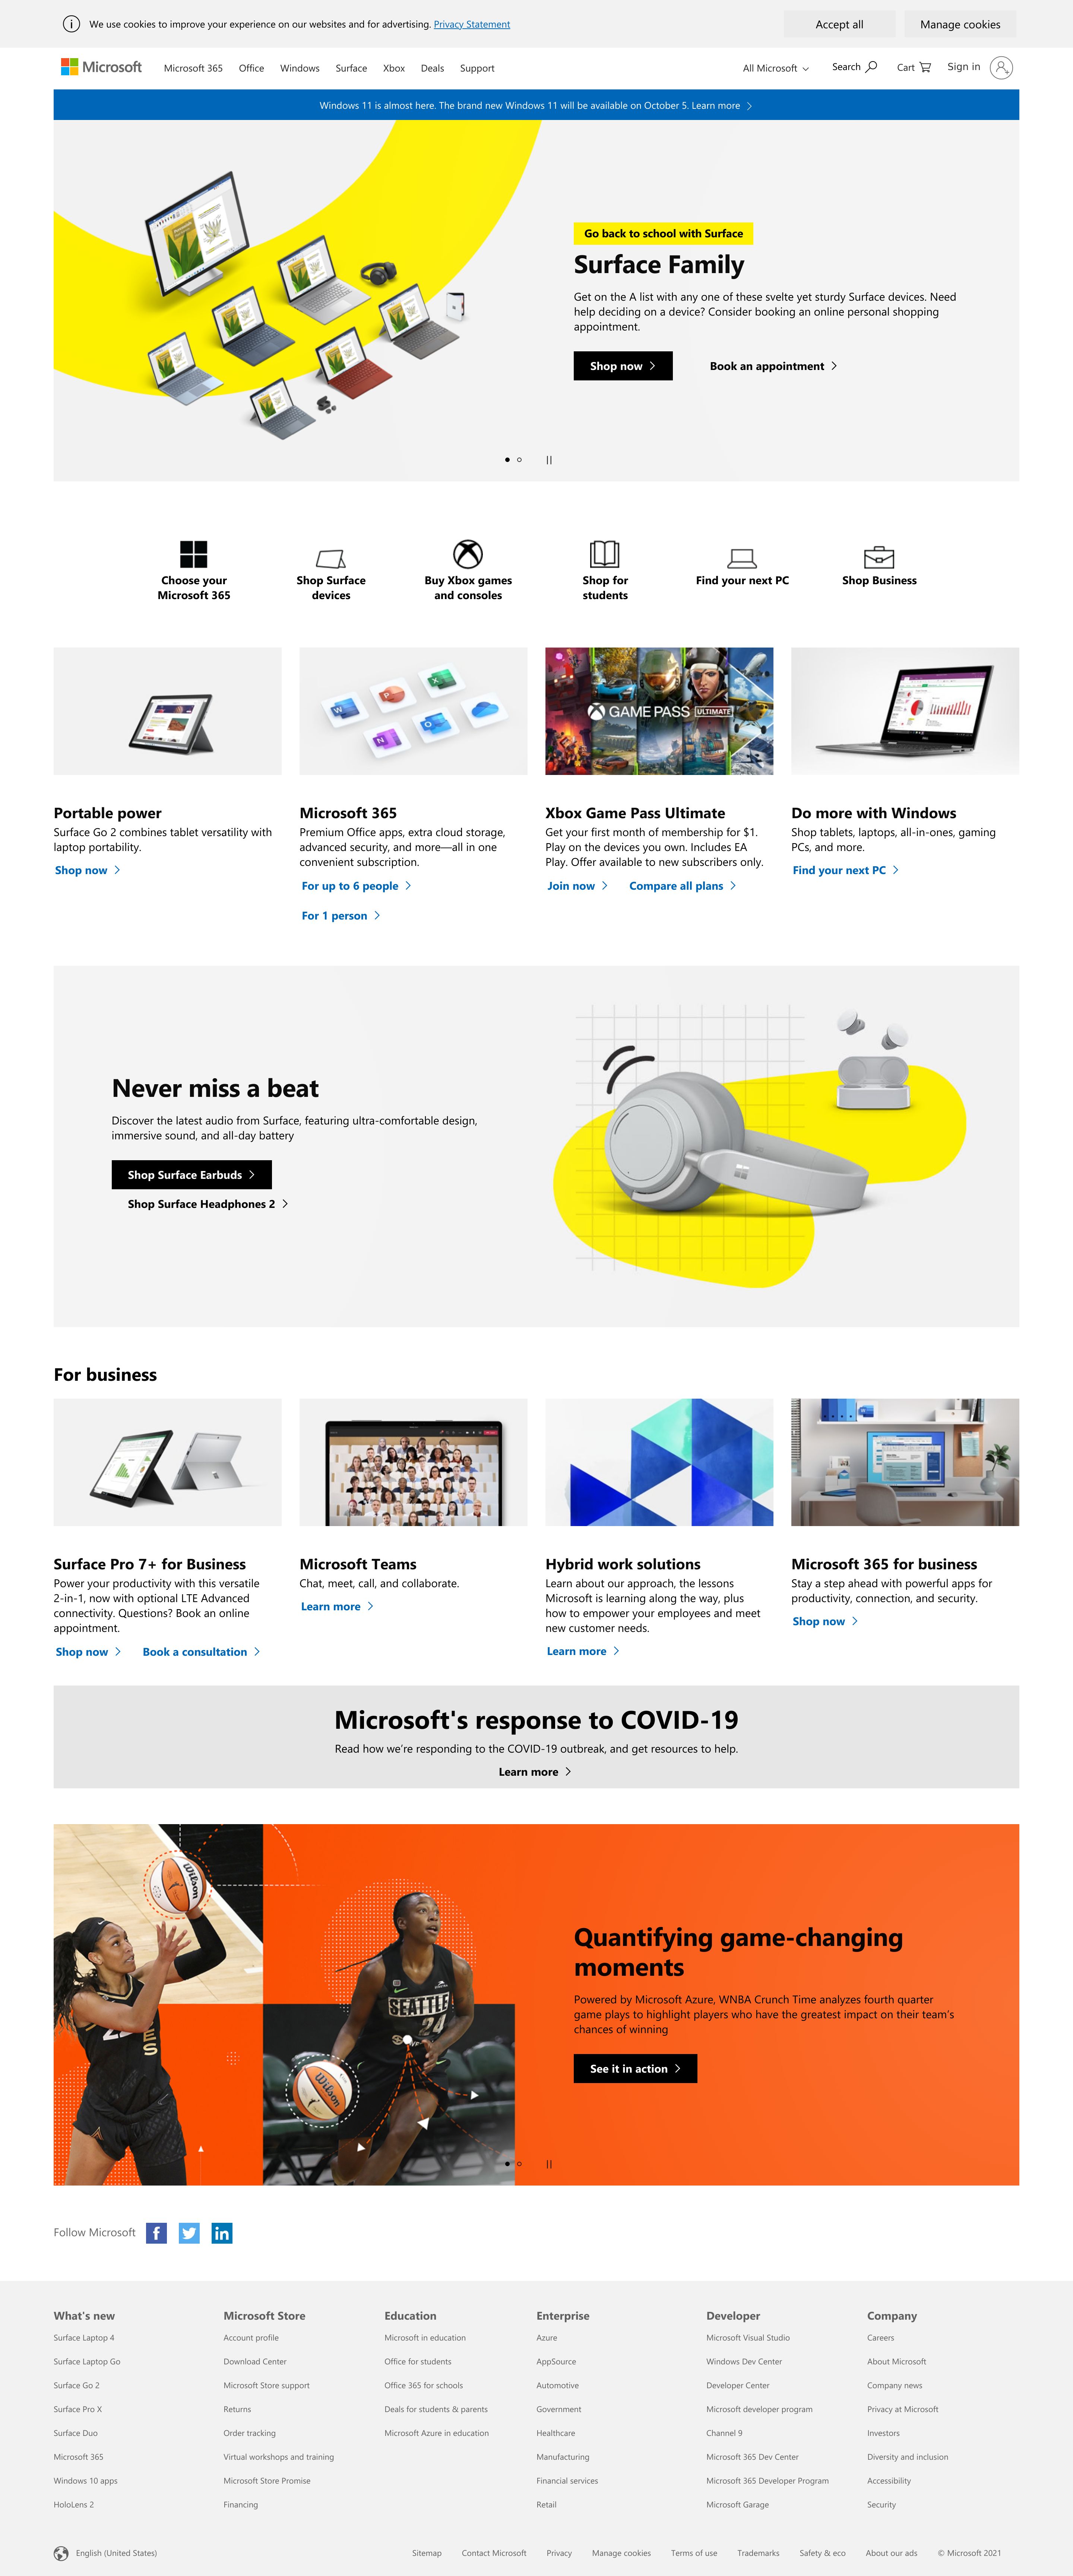 We use cookies to improve your experience on our websites and for advertising. Privacy Statement
Accept all
Manage cookies
Microsoft
Microsoft 365
Office
Windows
Surface
Xbox
Deals
Support
All Microsoft
Search
Cart
Sign in
Windows 11 is almost here. The brand new Windows 11 will be available on October 5. Learn more
Go back to school with Surface
Surface Family
Get on the A list with any one of these svelte yet sturdy Surface devices. Need
help deciding on a device? Consider booking an online personal shopping
appointment.
Shop now
Book an appointment
Choose your
Microsoft 365
Shop Surface
devices
Buy Xbox games
and consoles
Shop for
students
Find your next PC
Shop Business
GAME PASS ULTIMATE
Portable power
Surface Go 2 combines tablet versatility with
laptop portability.
Shop now
Microsoft 365
Premium Office apps, extra cloud storage,
advanced security, and more—all in one
convenient subscription.
For up to 6 people
For 1 person
Xbox Game Pass Ultimate
Get your first month of membership for $1.
Play on the devices you own. Includes EA
Play. Offer available to new subscribers only.
Join now
Compare all plans
Do more with Windows
Shop tablets, laptops, all-in-ones, gaming
PCs, and more.
Find your next PC
Never miss a beat
Discover the latest audio from Surface, featuring ultra-comfortable design,
immersive sound, and all-day battery
Shop Surface Earbuds
Shop Surface Headphones 2
For business
Surface Pro 7+ for Business
Power your productivity with this versatile
2-in-1, now with optional LTE Advanced
connectivity. Questions? Book an online
appointment.
Shop now
Book a consultation
Microsoft Teams
Chat, meet, call, and collaborate.
Learn more
Hybrid work solutions
Learn about our approach, the lessons
Microsoft is learning along the way, plus
how to empower your employees and meet
new customer needs.
Learn more
Microsoft 365 for business
Stay a step ahead with powerful apps for
productivity, connection, and security.
Shop now
Microsoft's response to COVID-19
Read how we're responding to the COVID-19 outbreak, and get resources to help.
Learn more
Wilson
SEATTLE
24
Wilson
Quantifying game-changing
moments
Powered by Microsoft Azure, WNBA Crunch Time analyzes fourth quarter
game plays to highlight players who have the greatest impact on their team's
chances of winning
See it in action
Follow Microsoft
What's new
Surface Laptop 4
Surface Laptop Go
Surface Go 2
Surface Pro X
Surface Duo
Microsoft 365
Windows 10 apps
HoloLens 2
Microsoft Store
Account profile
Download Center
Microsoft Store support
Returns
Order tracking
Virtual workshops and training
Microsoft Store Promise
Financing
Education
Microsoft in education
Office for students
Office 365 for schools
Deals for students & parents
Microsoft Azure in education
Enterprise
Azure
AppSource
Automotive
Government
Healthcare
Manufacturing
Financial services
Retail
Developer
Microsoft Visual Studio
Windows Dev Center
Developer Center
Microsoft developer program
Channel 9
Microsoft 365 Dev Center
Microsoft 365 Developer Program
Microsoft Garage
Company
Careers
About Microsoft
Company news
Privacy at Microsoft
Investors
Diversity and inclusion
Accessibility
Security
English (United States)
Sitemap
Contact Microsoft
Privacy
Manage cookies
Terms of use
Trademarks
Safety & eco
About our ads
© Microsoft 2021